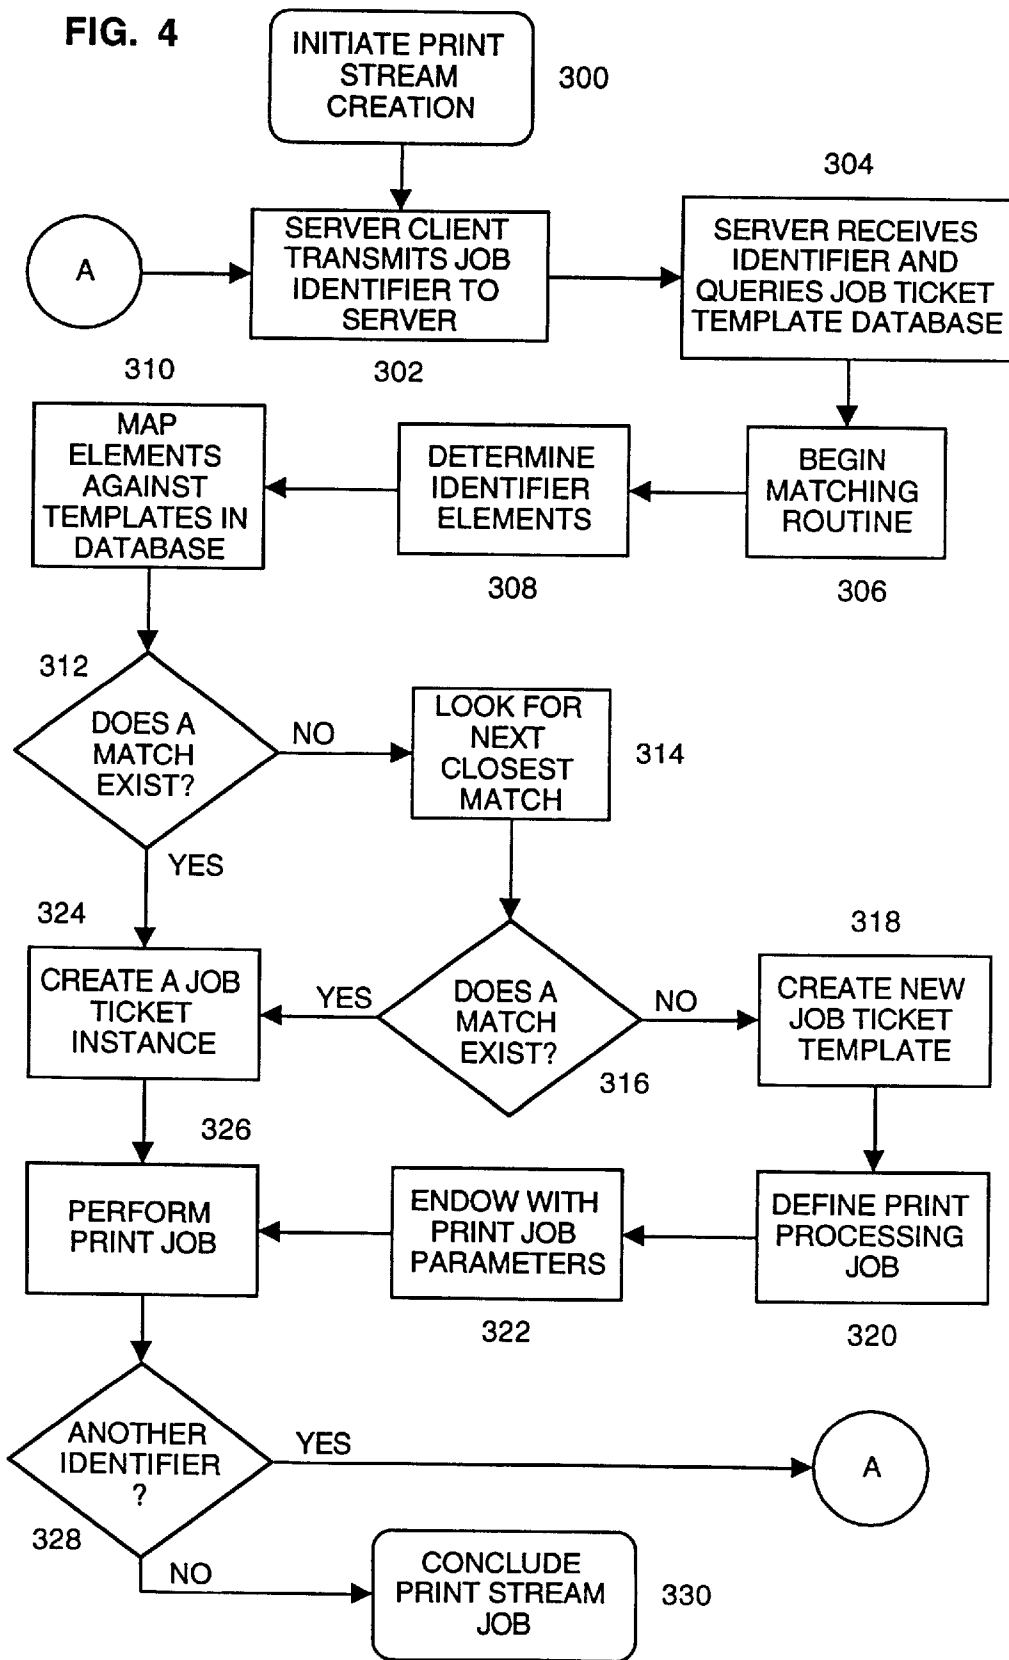 FIG. 4
INITIATE PRINT
STREAM
CREATION
300
304
A
SERVER CLIENT
TRANSMITS JOB
IDENTIFIER TO
SERVER
302
SERVER RECEIVES
IDENTIFIER AND
QUERIES JOB TICKET
TEMPLATE DATABASE
310
MAP
ELEMENTS
AGAINST
TEMPLATES IN
DATABASE
DETERMINE
IDENTIFIER
ELEMENTS
308
BEGIN
MATCHING
ROUTINE
306
312
DOES A
MATCH
EXIST?
NO
YES
LOOK FOR
NEXT
CLOSEST
MATCH
314
324
CREATE A JOB
TICKET
INSTANCE
YES
DOES A
MATCH
EXIST?
316
NO
318
CREATE NEW
JOB TICKET
TEMPLATE
326
PERFORM
PRINT JOB
ENDOW WITH
PRINT JOB
PARAMETERS
322
DEFINE PRINT
PROCESSING
JOB
320
ANOTHER
IDENTIFIER
?
328
YES
A
NO
CONCLUDE
PRINT STREAM
JOB
330